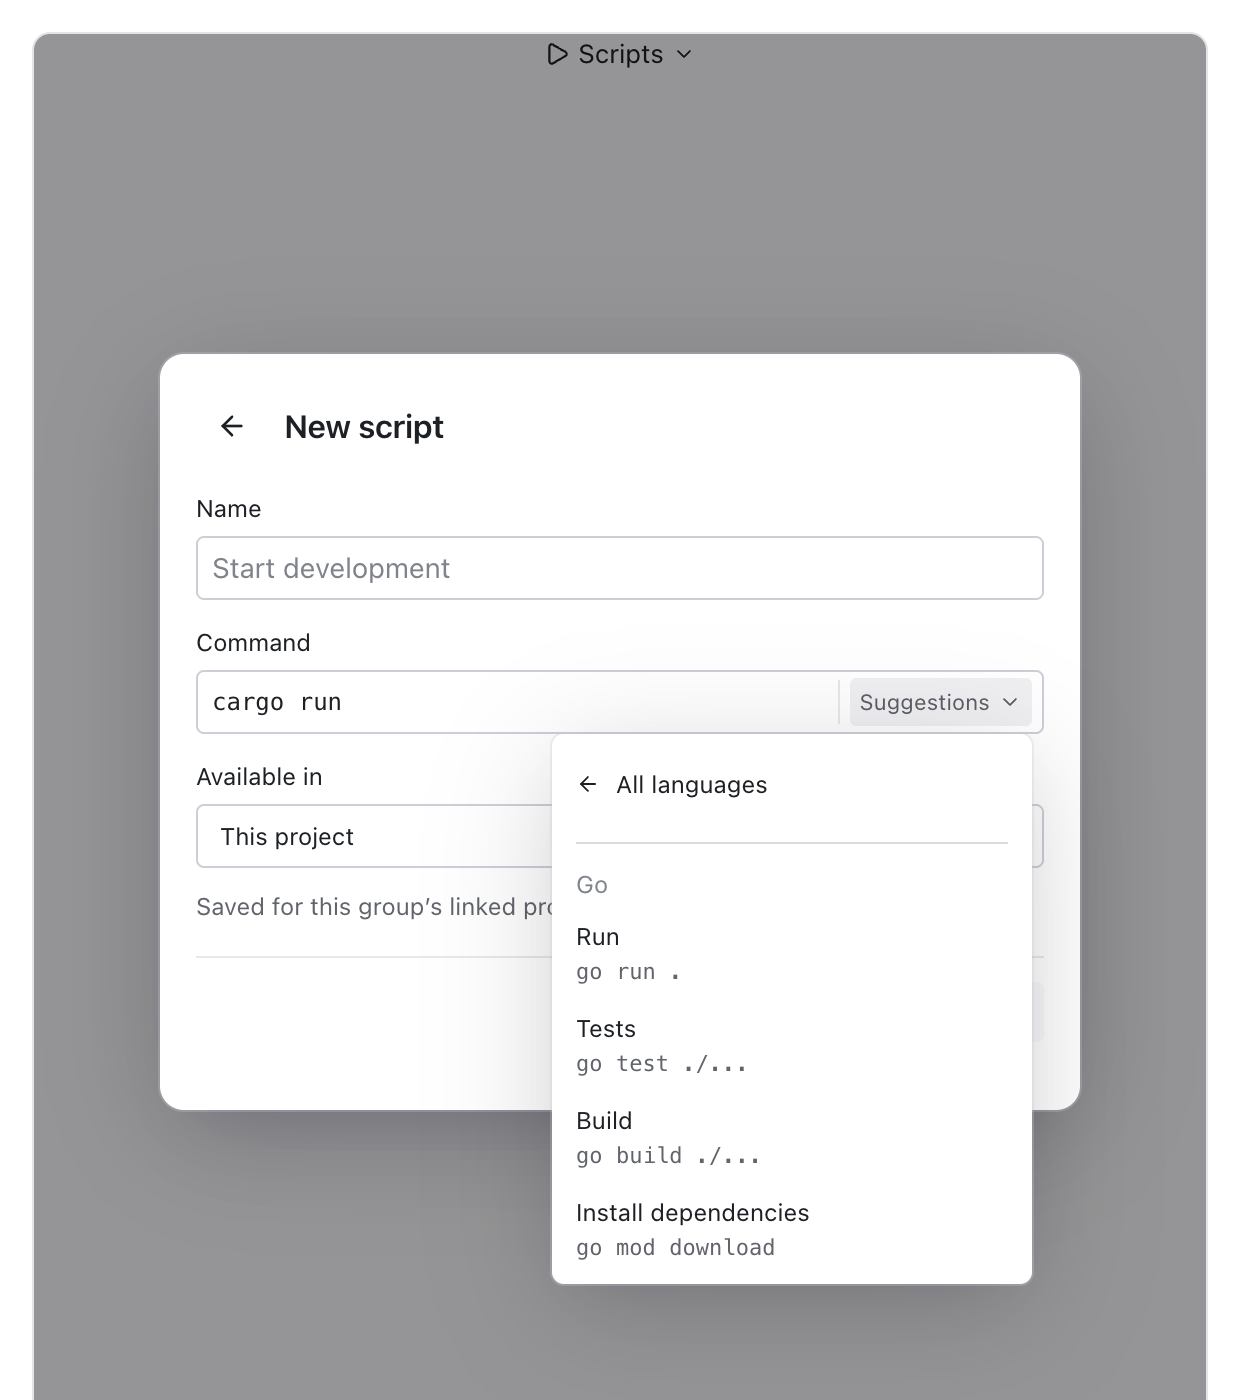 Scripts
New script
Name
Start development
Command
cargo run
Suggestions
Available in
This project
Saved for this group’s linked
All languages
Go
Run
go run .
Tests
go test ./...
Build
go build ./...
Install dependencies
go mod download